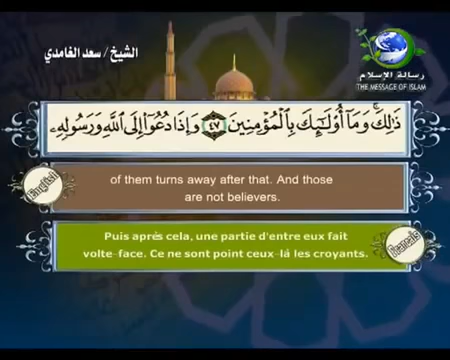 الشيخ / سعد الغامدي
رسالة الإسلام
THE MESSAGE OF ISLAM
ذَٰلِكَ ۚ وَمَا أُولَٰئِكَ بِالْمُؤْمِنِينَ ﴿٤٧﴾ وَإِذَا دُعُوا إِلَى اللَّهِ وَرَسُولِهِ
English
of them turns away after that. And those
are not believers.
Puis après cela, une partie d'entre eux fait
volte-face. Ce ne sont point ceux-là les croyants.
Français